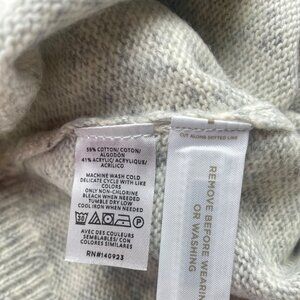 59% COTTON/ COTON/
ALGODÓN
41% ACRYLIC/ ACRYLIQUE/
ACRÍLICO
MACHINE WASH COLD
DELICATE CYCLE WITH LIKE
COLORS
ONLY NON-CHLORINE
BLEACH WHEN NEEDED
TUMBLE DRY LOW
COOL IRON WHEN NEEDED
AVEC DES COULEURS
SEMBLABLES/ CON
COLORES SIMILARES
RN#140923
CUT ALONG DOTTED LINE
REMOVE BEFORE WEARING
OR WASHING